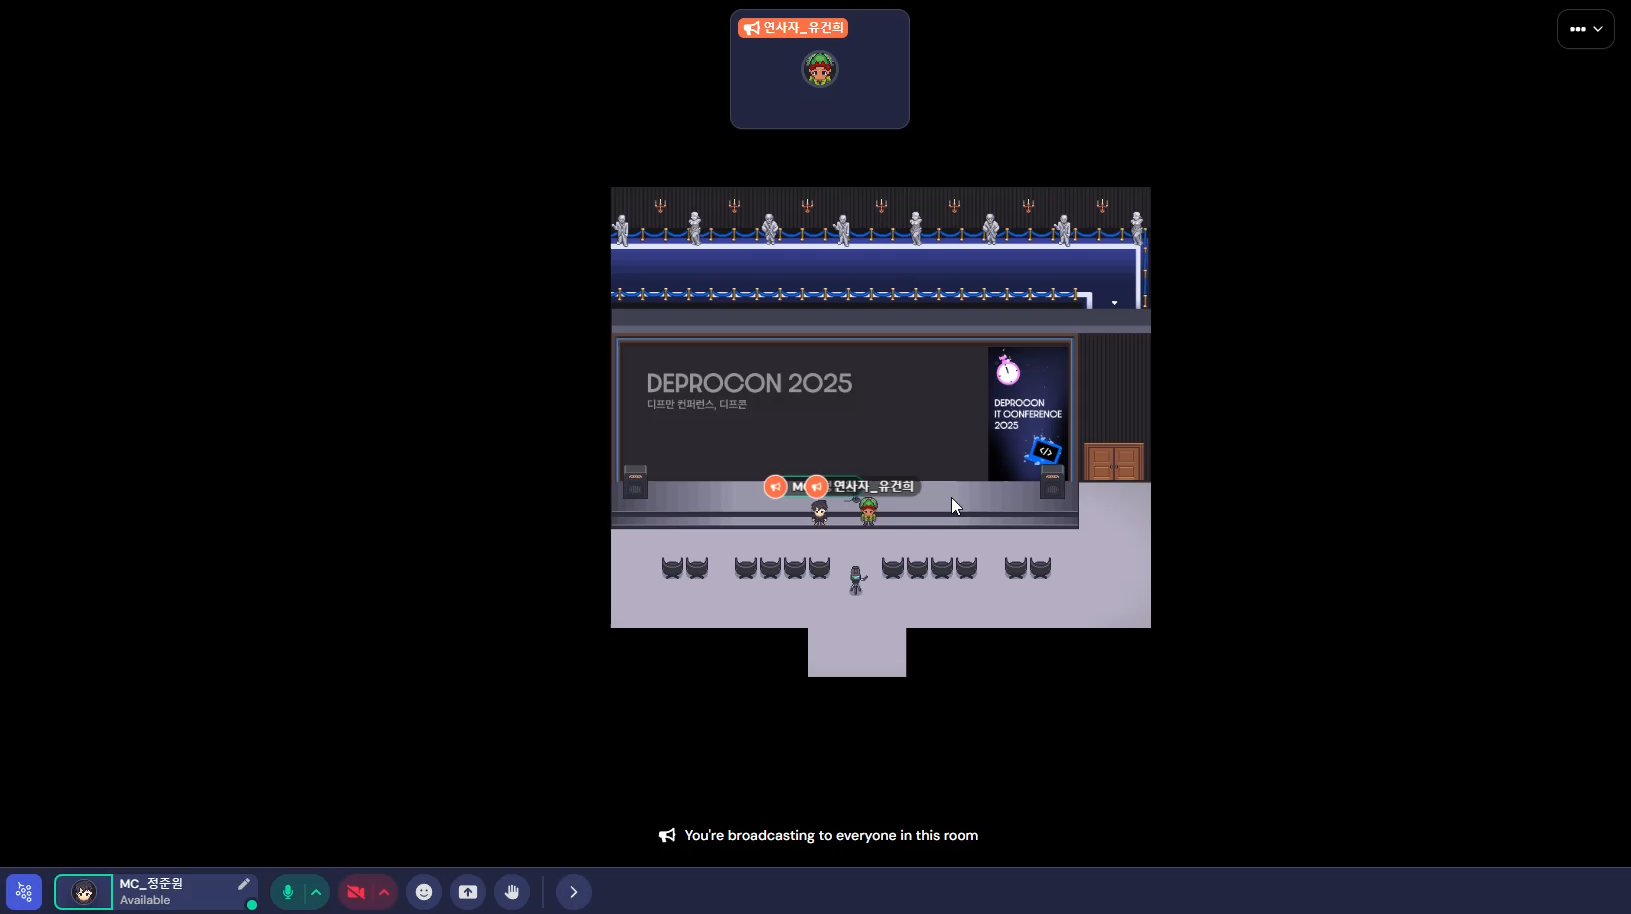 연사자_유건희
DEPROCON 2025
디프만 컨퍼런스, 디프콘
DEPROCON
IT CONFERENCE
2025
연사자_유건희
You're broadcasting to everyone in this room
MC_정준원
Available